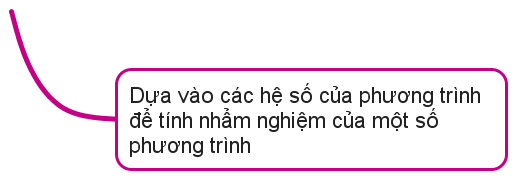 Dựa vào các hệ số của phương trình
để tính nhẩm nghiệm của một số
phương trình